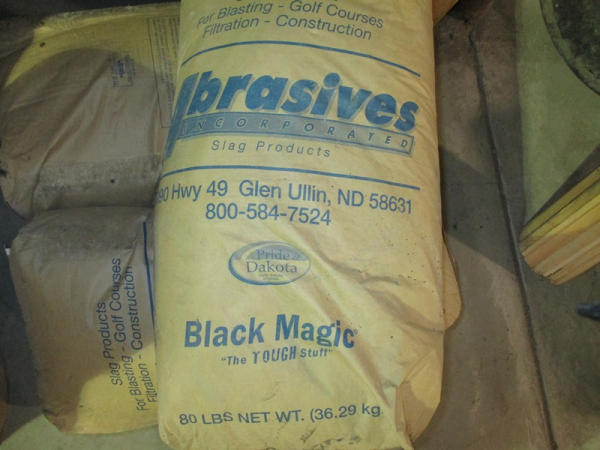 For Blasting - Golf Courses
Filtration - Construction
Abrasives
INCORPORATED
Slag Products
90 Hwy 49 Glen Ullin, ND 58631
800-584-7524
Pride
Dakota
Black Magic
"The TOUGH Stuff"
80 LBS NET WT. (36.29 kg
Slag Products
For Blasting - Golf Courses
Filtration - Construction